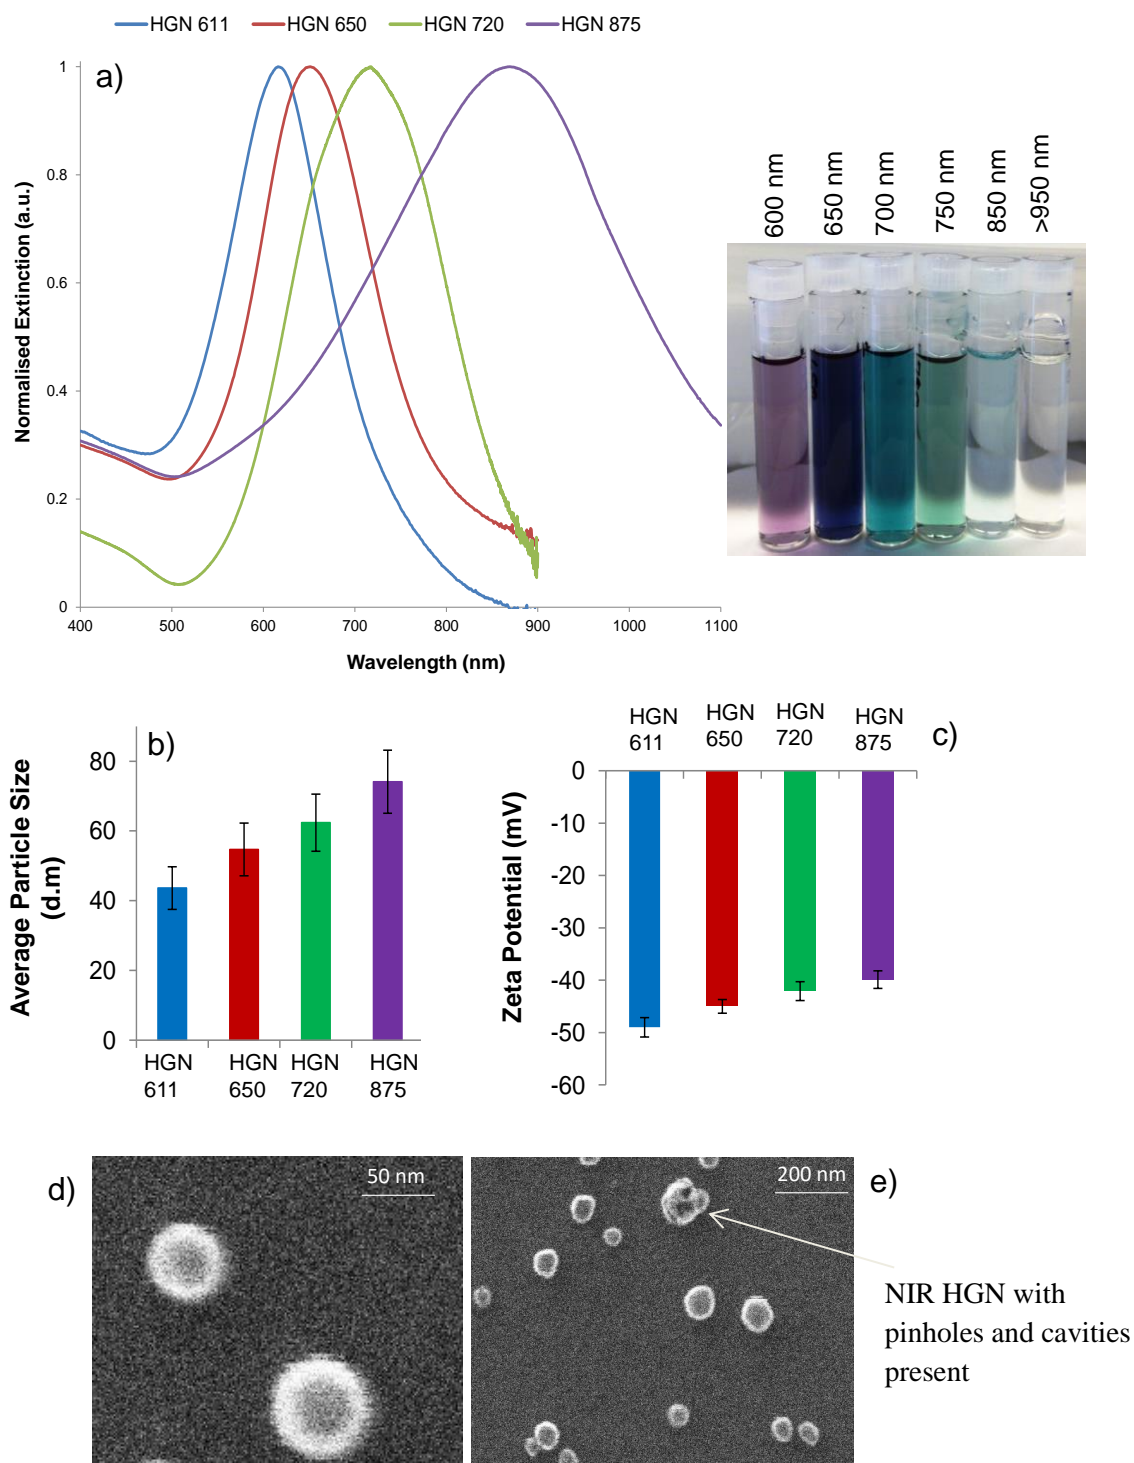 HGN 611 HGN 650 HGN 720 HGN 875
a)
Normalised Extinction (a.u.)
1
0.8
0.6
0.4
0.2
0
400 500 600 700 800 900 1000 1100
Wavelength (nm)
600 nm
650 nm
700 nm
750 nm
850 nm
>950 nm
b)
Average Particle Size
(d.m)
80
60
40
20
0
HGN HGN HGN HGN
611 650 720 875
c)
HGN HGN HGN HGN
611 650 720 875
Zeta Potential (mV)
0
-10
-20
-30
-40
-50
-60
d)
50 nm
200 nm
e)
NIR HGN with
pinholes and cavities
present